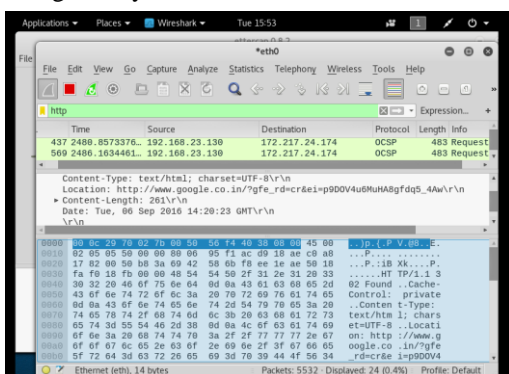 Applications ▾ Places ▾ Wireshark ▾ Tue 15:53 1
ettercap 0.8.2
*eth0
File
File Edit View Go Capture Analyze Statistics Telephony Wireless Tools Help
http Expression... +
Time Source Destination Protocol Length Info
437 2480.8573376… 192.168.23.130 172.217.24.174 OCSP 483 Request
569 2486.1634461… 192.168.23.130 172.217.24.174 OCSP 483 Request
Content-Type: text/html; charset=UTF-8\r\n
Location: http://www.google.co.in/?gfe_rd=cr&ei=p9DOV4u6MuHA8gfdq5_4Aw\r\n
Content-Length: 261\r\n
Date: Tue, 06 Sep 2016 14:20:23 GMT\r\n
\r\n
0000 00 0c 29 70 02 7b 00 50 56 f4 40 38 08 00 45 00 ..)p.{.P V.@8..E.
0010 02 05 05 50 00 00 80 06 95 f1 ac d9 18 ae c0 a8 ...P.... ........
0020 17 82 00 50 b8 3a 69 42 58 6b f8 ee 1e ae 50 18 ...P.:iB Xk....P.
0030 fa f0 18 fb 00 00 48 54 54 50 2f 31 2e 31 20 33 ......HT TP/1.1 3
0040 30 32 20 46 6f 75 6e 64 0d 0a 43 61 63 68 65 2d 02 Found ..Cache-
0050 43 6f 6e 74 72 6f 6c 3a 20 70 72 69 76 61 74 65 Control: private
0060 0d 0a 43 6f 6e 74 65 6e 74 2d 54 79 70 65 3a 20 ..Conten t-Type:
0070 74 65 78 74 2f 68 74 6d 6c 3b 20 63 68 61 72 73 text/htm l; chars
0080 65 74 3d 55 54 46 2d 38 0d 0a 4c 6f 63 61 74 69 et=UTF-8 ..Locati
0090 6f 6e 3a 20 68 74 74 70 3a 2f 2f 77 77 77 2e 67 on: http ://www.g
00a0 6f 6f 67 6c 65 2e 63 6f 2e 69 6e 2f 3f 67 66 65 oogle.co .in/?gfe
00b0 5f 72 64 3d 63 72 26 65 69 3d 70 39 44 4f 56 34 _rd=cr&e i=p9DOV4
Ethernet (eth), 14 bytes Packets: 5532 · Displayed: 24 (0.4%) Profile: Default